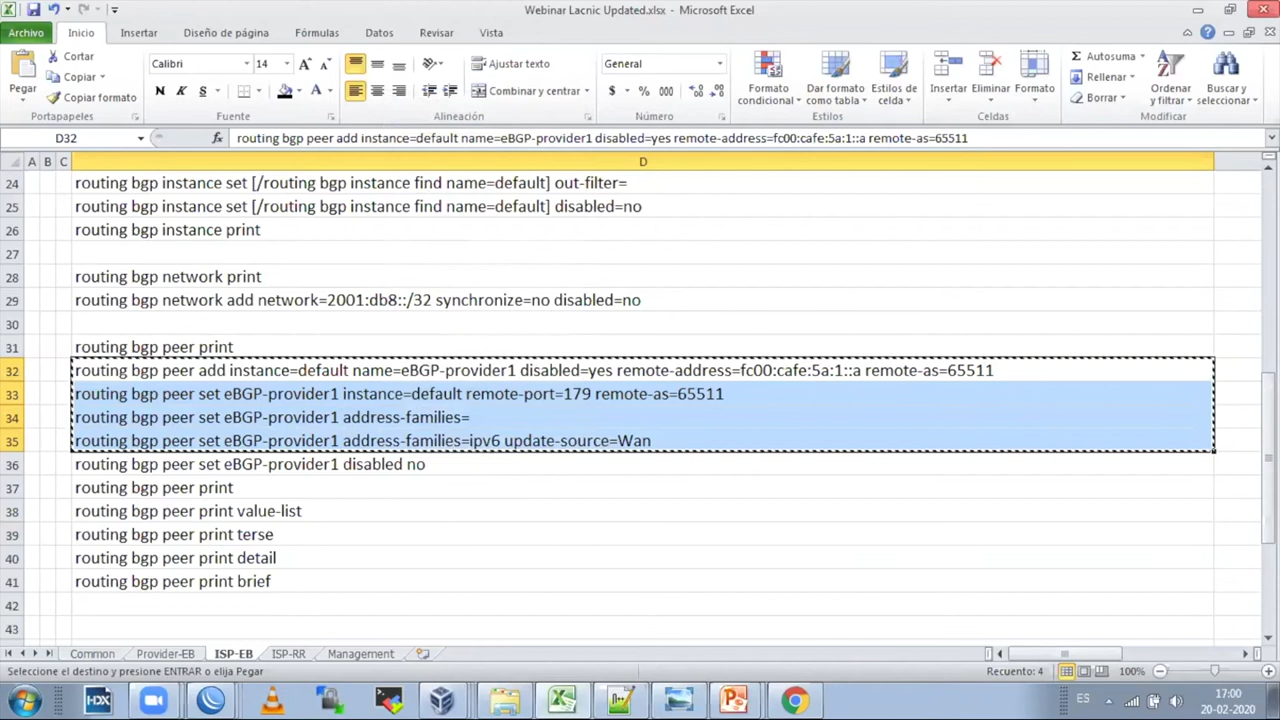 Webinar Lacnic Updated.xlsx - Microsoft Excel
Archivo Inicio Insertar Diseño de página Fórmulas Datos Revisar Vista
Pegar
Cortar
Copiar
Copiar formato
Portapapeles
Calibri 14
N K S
Fuente
Ajustar texto
Combinar y centrar
Alineación
General
$ % 000
Número
Formato condicional
Dar formato como tabla
Estilos de celda
Estilos
Insertar Eliminar Formato
Celdas
Autosuma
Rellenar
Borrar
Ordenar y filtrar
Buscar y seleccionar
Modificar
D32 fx routing bgp peer add instance=default name=eBGP-provider1 disabled=yes remote-address=fc00:cafe:5a:1::a remote-as=65511
A B C D
24 routing bgp instance set [/routing bgp instance find name=default] out-filter=
25 routing bgp instance set [/routing bgp instance find name=default] disabled=no
26 routing bgp instance print
27
28 routing bgp network print
29 routing bgp network add network=2001:db8::/32 synchronize=no disabled=no
30
31 routing bgp peer print
32 routing bgp peer add instance=default name=eBGP-provider1 disabled=yes remote-address=fc00:cafe:5a:1::a remote-as=65511
33 routing bgp peer set eBGP-provider1 instance=default remote-port=179 remote-as=65511
34 routing bgp peer set eBGP-provider1 address-families=
35 routing bgp peer set eBGP-provider1 address-families=ipv6 update-source=Wan
36 routing bgp peer set eBGP-provider1 disabled no
37 routing bgp peer print
38 routing bgp peer print value-list
39 routing bgp peer print terse
40 routing bgp peer print detail
41 routing bgp peer print brief
42
43
Common Provider-EB ISP-EB ISP-RR Management
Seleccione el destino y presione ENTRAR o elija Pegar Recuento: 4 100%
HDX
ES
17:00
20-02-2020